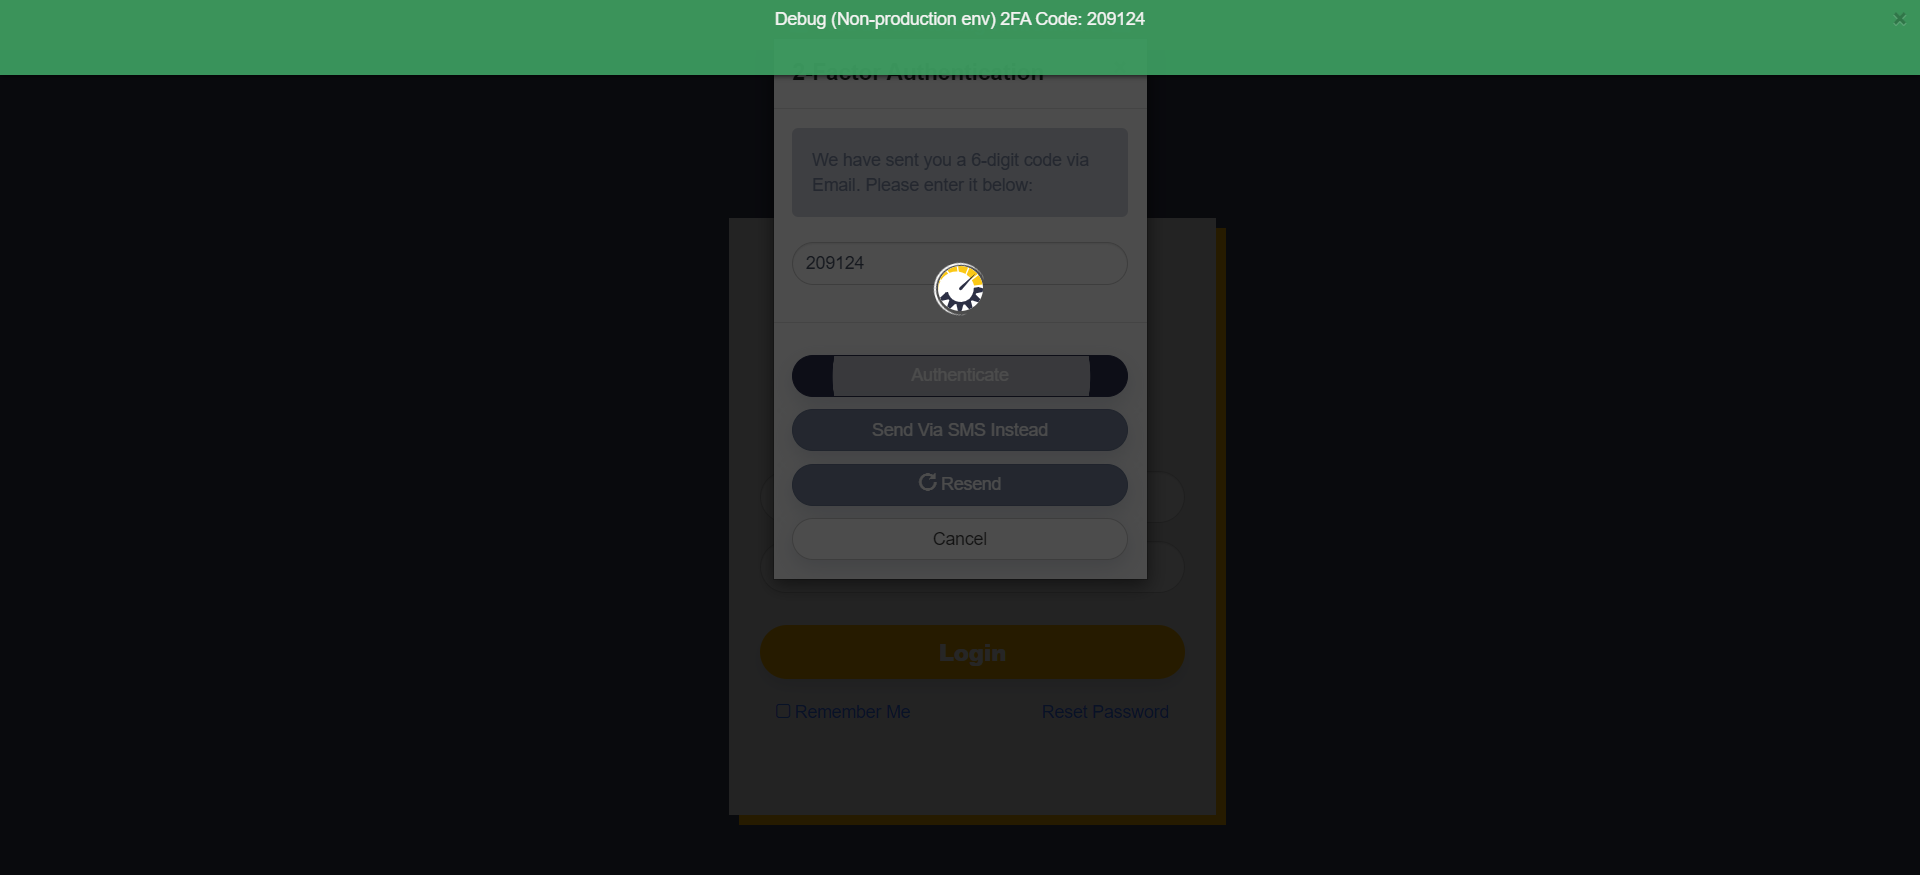 Debug (Non-production env) 2FA Code: 209124
×
2-Factor Authentication
We have sent you a 6-digit code via
Email. Please enter it below:
209124
Authenticate
Send Via SMS Instead
Resend
Cancel
Login
Remember Me
Reset Password